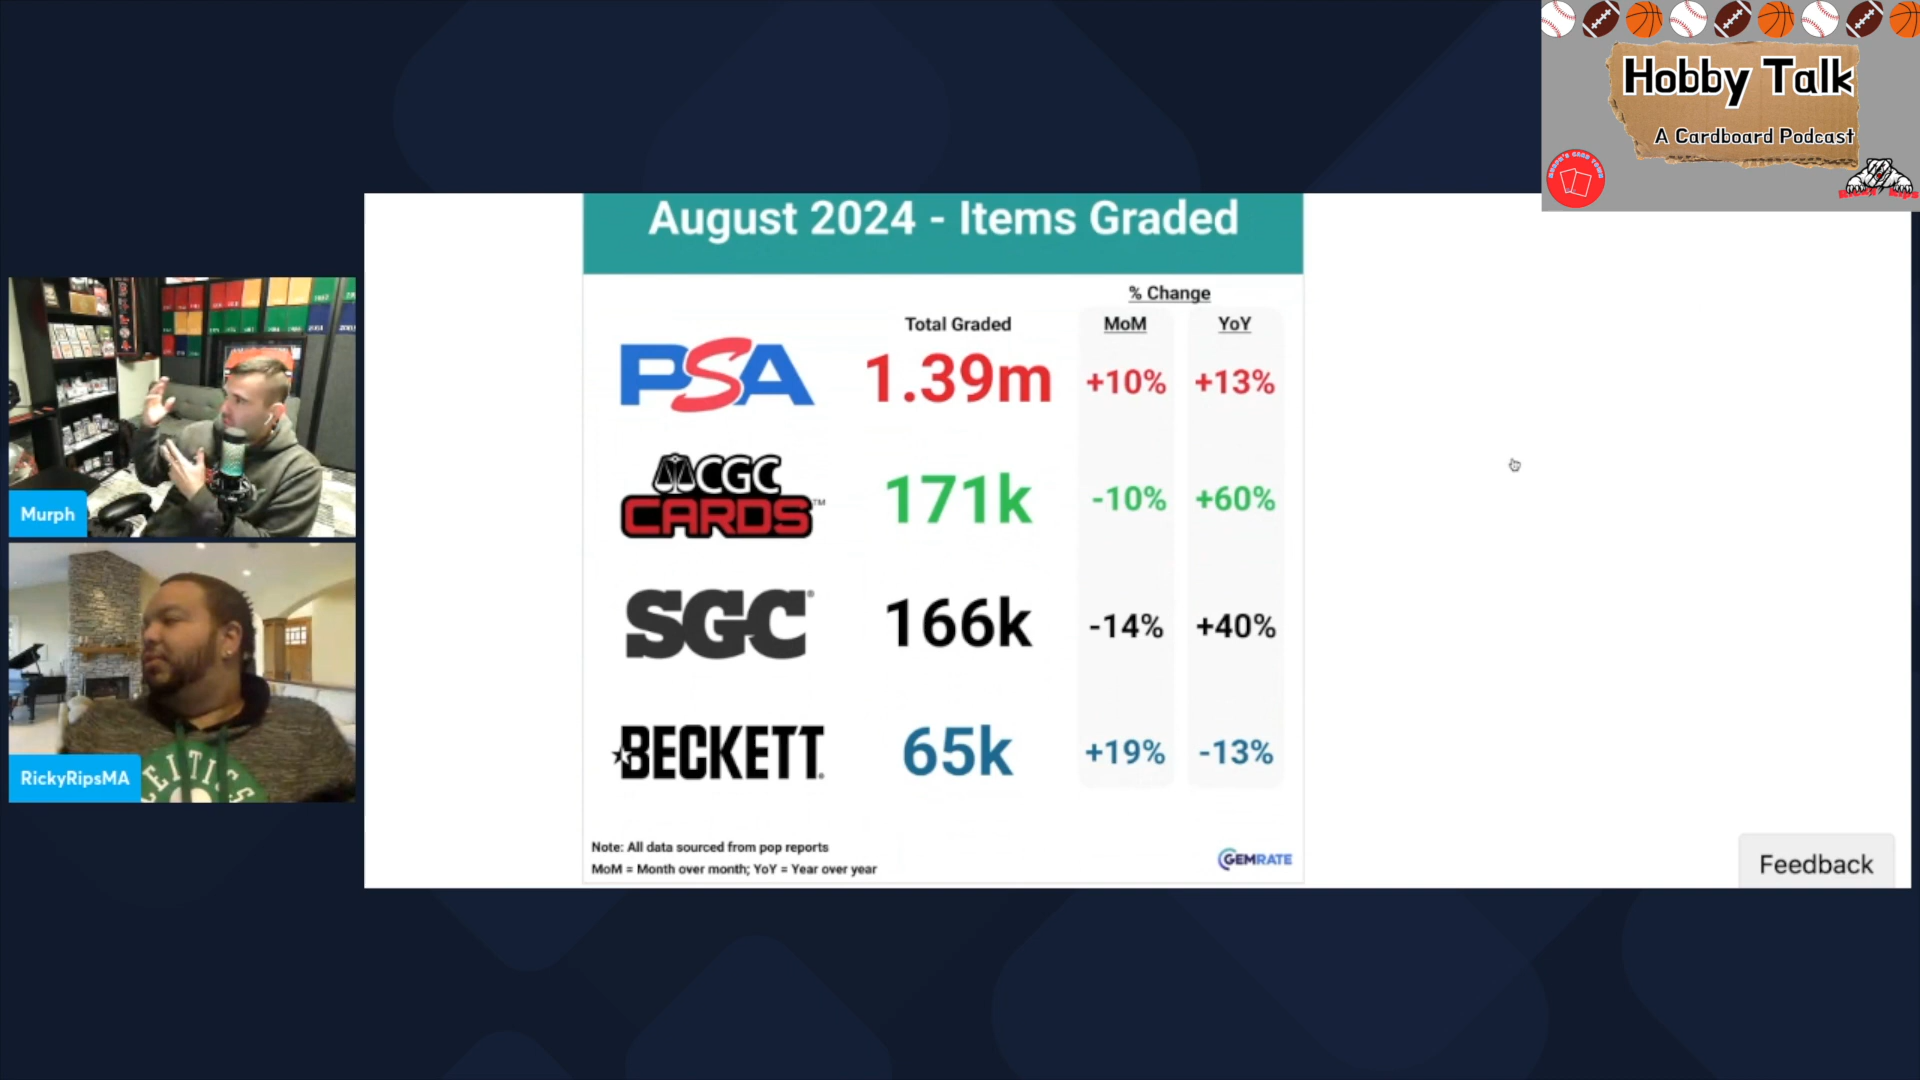 Hobby Talk
A Cardboard Podcast
August 2024 - Items Graded
% Change
Total Graded
MoM
YoY
PSA
1.39m
+10%
+13%
CGC
CARDS™
171k
-10%
+60%
SGC
166k
-14%
+40%
BECKETT
65k
+19%
-13%
Note: All data sourced from pop reports
MoM = Month over month; YoY = Year over year
GEMRATE
Feedback
Murph
RickyRipsMA